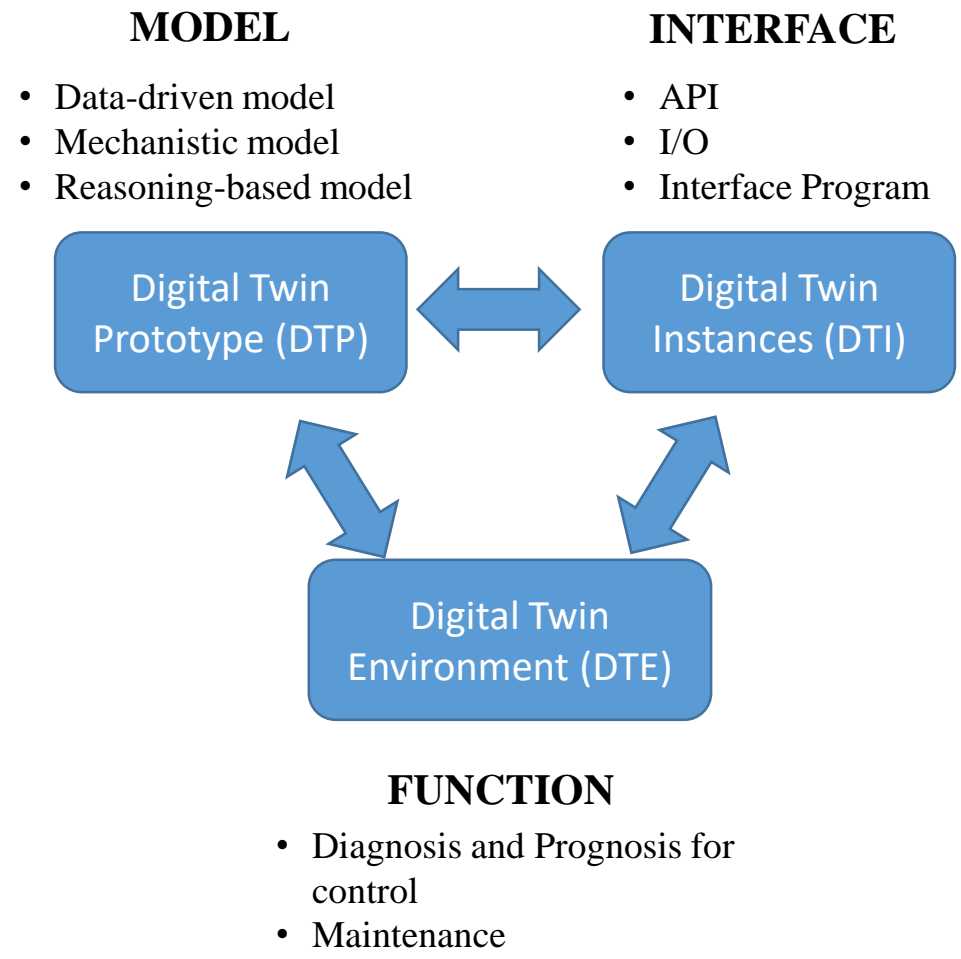 MODEL
• Data-driven model
• Mechanistic model
• Reasoning-based model
INTERFACE
• API
• I/O
• Interface Program
Digital Twin
Prototype (DTP)
Digital Twin
Instances (DTI)
Digital Twin
Environment (DTE)
FUNCTION
• Diagnosis and Prognosis for
control
• Maintenance